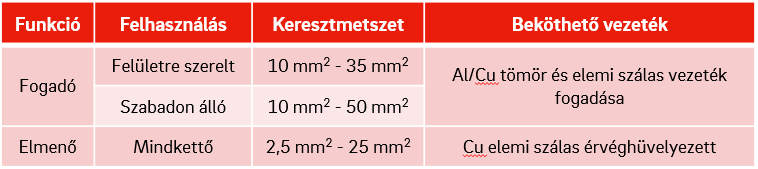 Funkció Felhasználás Keresztmetszet Beköthető vezeték
Fogadó Felületre szerelt 10 mm² - 35 mm² Al/Cu tömör és elemi szálas vezeték fogadása
Szabadon álló 10 mm² - 50 mm²
Elmenő Mindkettő 2,5 mm² - 25 mm² Cu elemi szálas érvéghüvelyezett